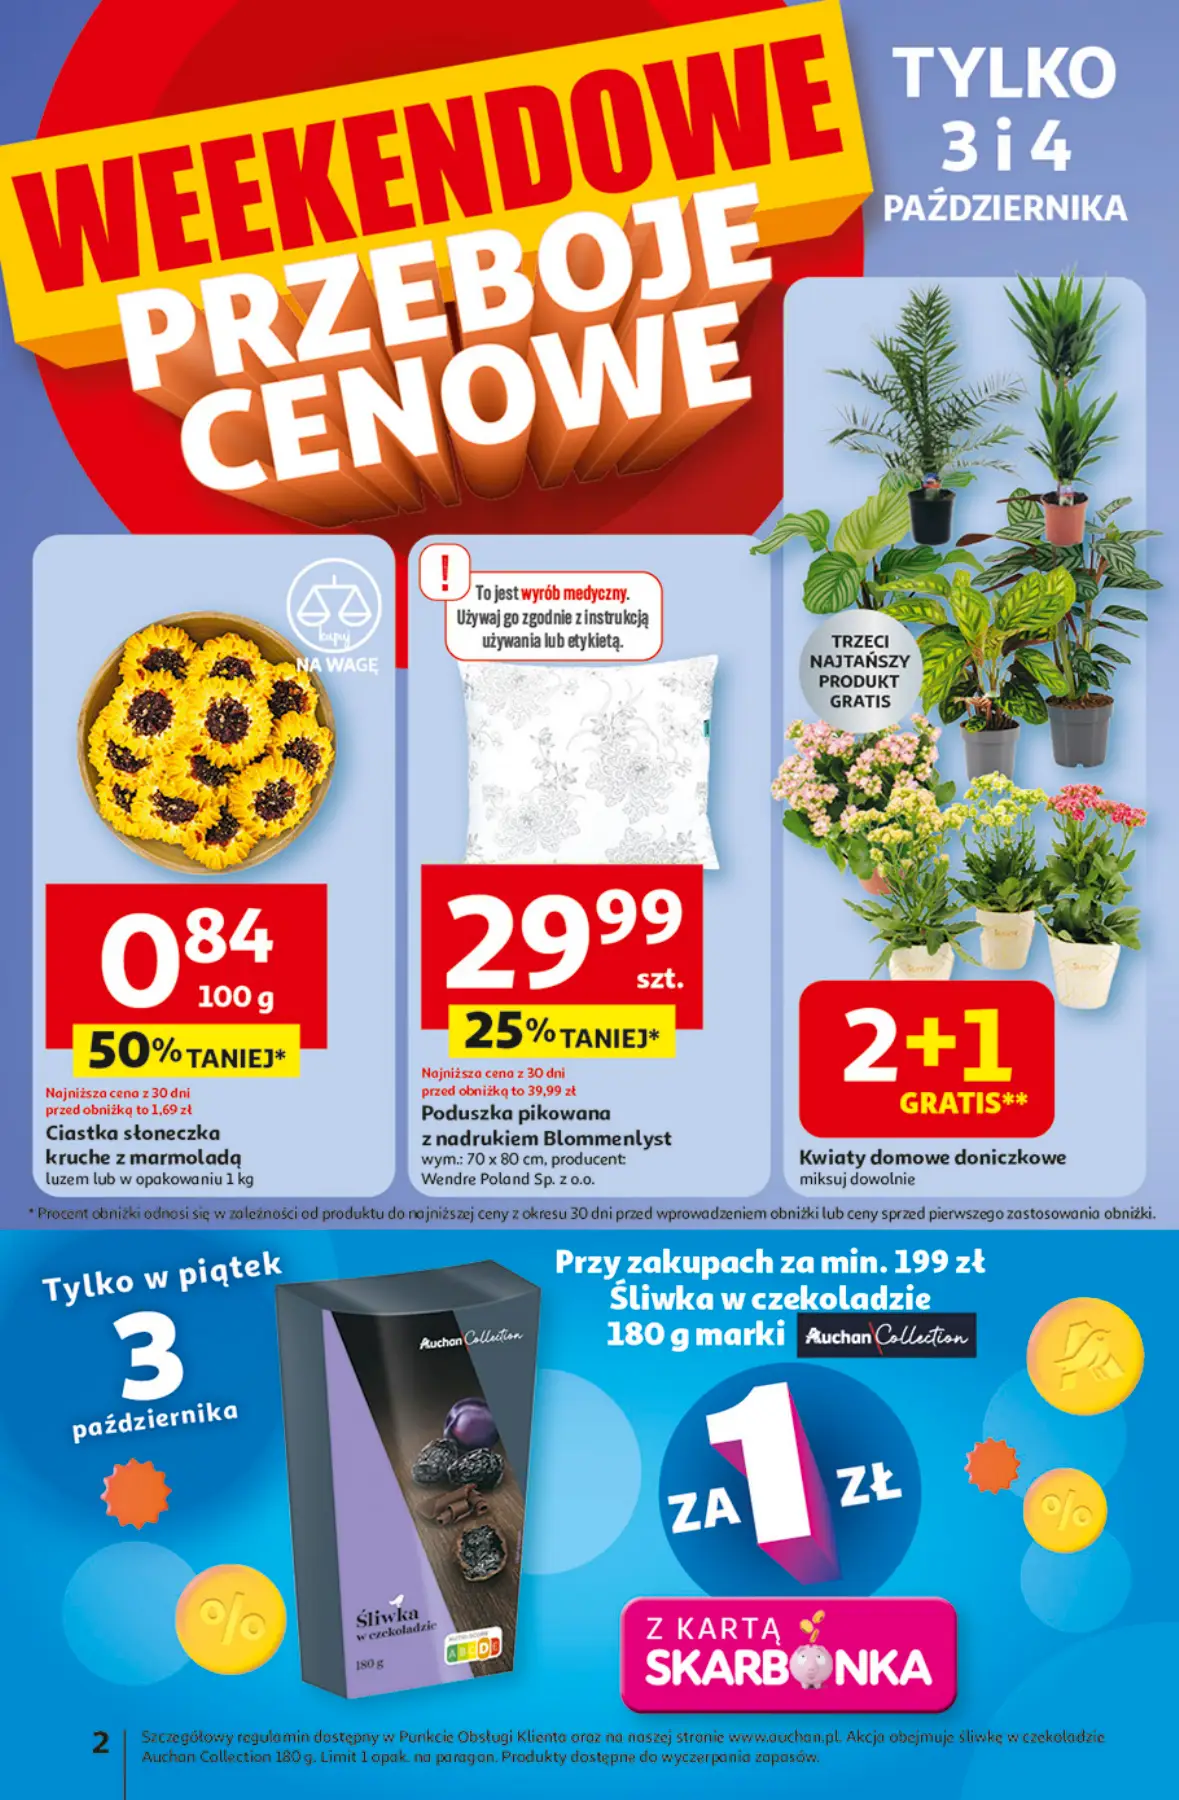 WEEKENDOWE
PRZEBOJE
CENOWE
TYLKO
3 i 4
PAŹDZIERNIKA
kupuj
NA WAGĘ
!
To jest wyrób medyczny.
Używaj go zgodnie z instrukcją
używania lub etykietą.
TRZECI
NAJTAŃSZY
PRODUKT
GRATIS
0 84
100 g
50% TANIEJ*
Najniższa cena z 30 dni
przed obniżką to 1,69 zł
Ciastka słoneczka
kruche z marmoladą
luzem lub w opakowaniu 1 kg
29 99
szt.
25% TANIEJ*
Najniższa cena z 30 dni
przed obniżką to 39,99 zł
Poduszka pikowana
z nadrukiem Blommenlyst
wym.: 70 x 80 cm, producent:
Wendre Poland Sp. z o.o.
2+1
GRATIS**
Kwiaty domowe doniczkowe
miksuj dowolnie
* Procent obniżki odnosi się w zależności od produktu do najniższej ceny z okresu 30 dni przed wprowadzeniem obniżki lub ceny sprzed pierwszego zastosowania obniżki.
Tylko w piątek
3
października
Auchan Collection
Śliwka
w czekoladzie
180 g
NUTRI-SCORE
A B C D E
Przy zakupach za min. 199 zł
Śliwka w czekoladzie
180 g marki Auchan Collection
ZA 1 ZŁ
%
%
Z KARTĄ
SKARBONKA
2
Szczegółowy regulamin dostępny w Punkcie Obsługi Klienta oraz na naszej stronie www.auchan.pl. Akcja obejmuje śliwkę w czekoladzie
Auchan Collection 180 g. Limit 1 opak. na paragon. Produkty dostępne do wyczerpania zapasów.